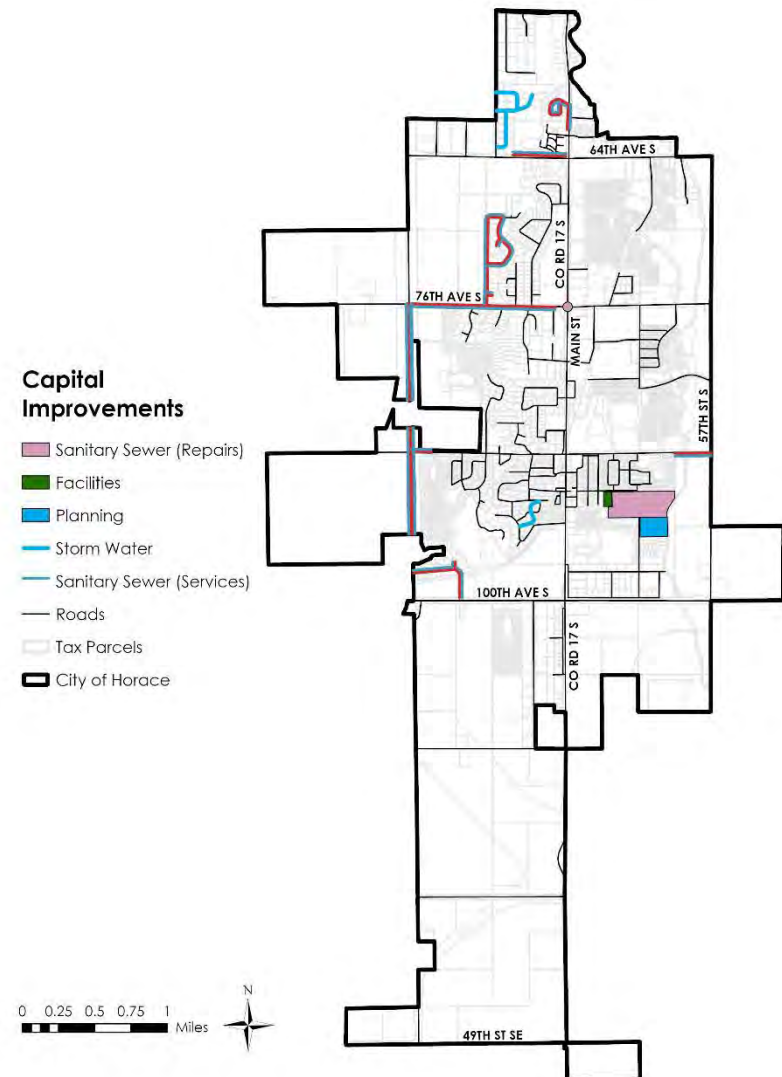 64TH AVE S
CO RD 17 S
76TH AVE S
MAIN ST
57TH ST S
Capital
Improvements
Sanitary Sewer (Repairs)
Facilities
Planning
Storm Water
Sanitary Sewer (Services)
Roads
Tax Parcels
City of Horace
100TH AVE S
CO RD 17 S
N
0 0.25 0.5 0.75 1
Miles
49TH ST SE